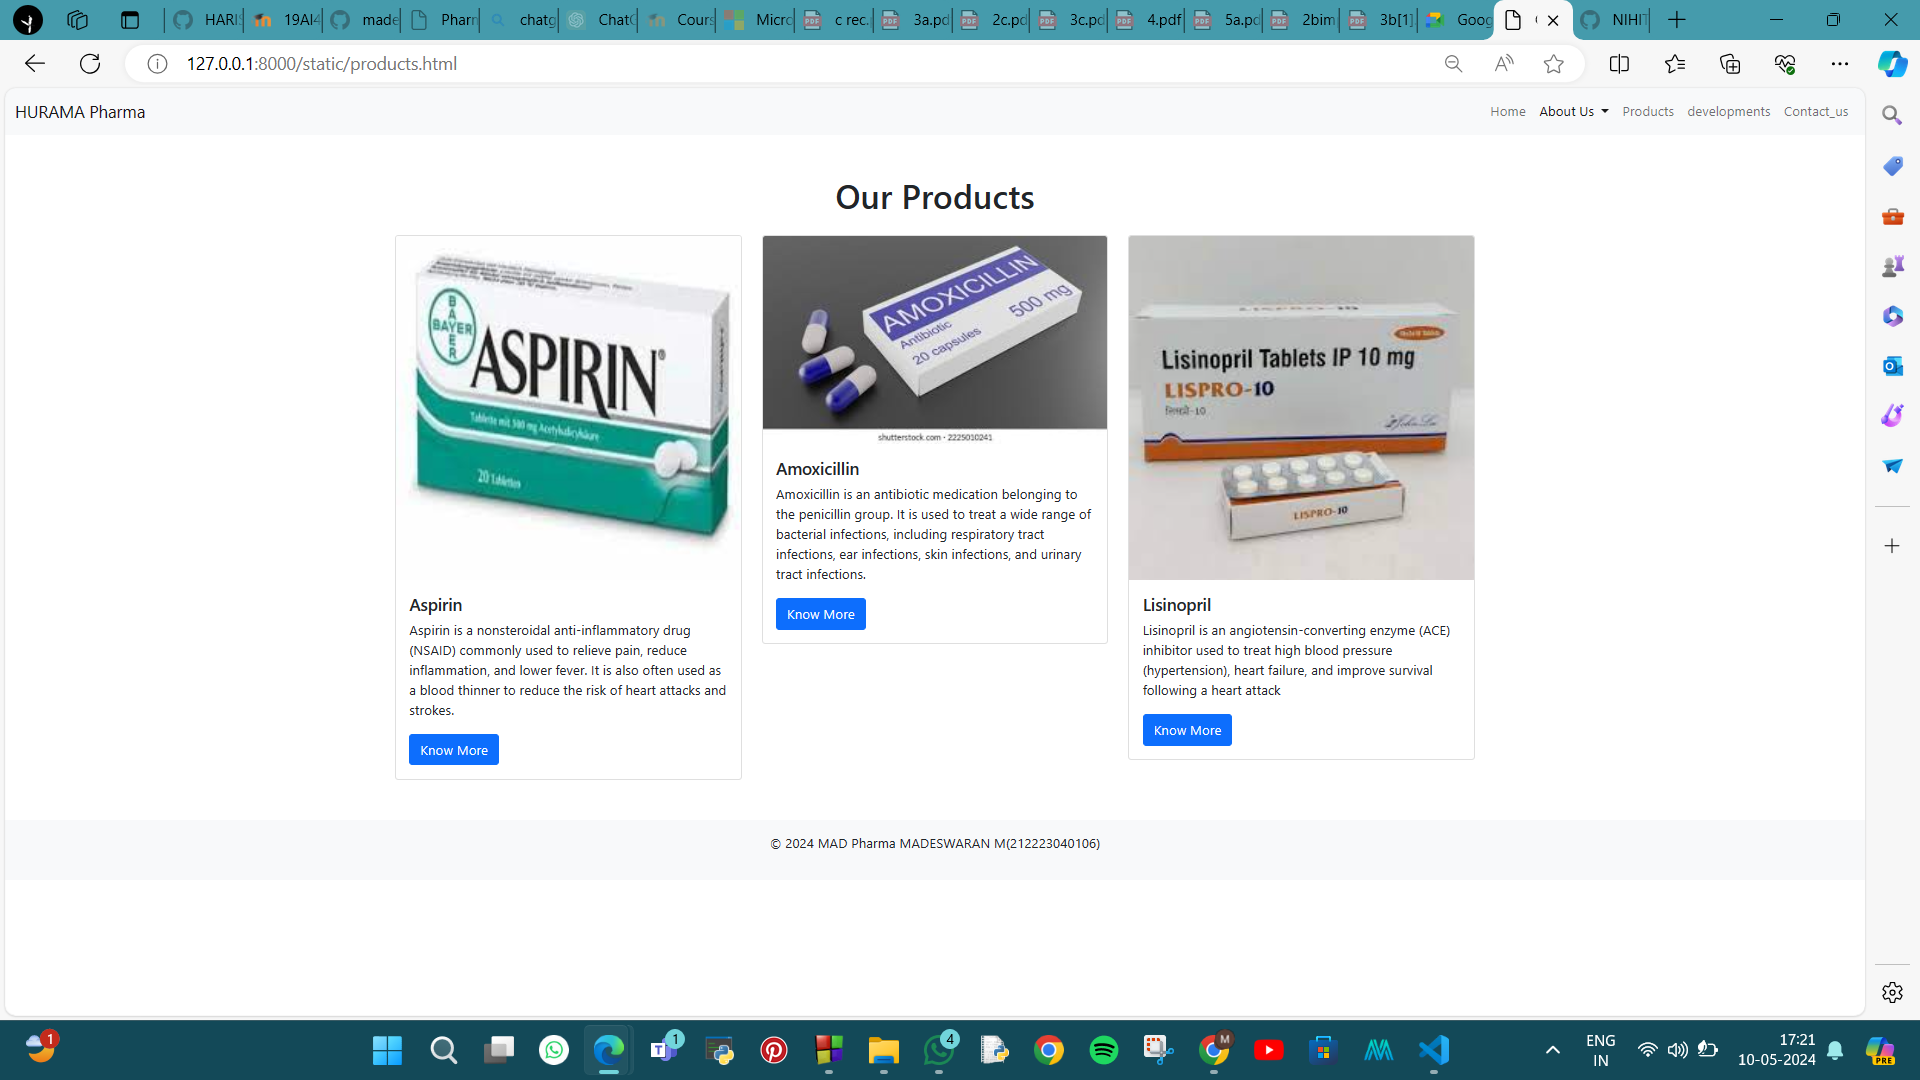 HARIS
19AI4
made
Pharn
chatg
ChatG
Cours
Micro
c rec.
3a.pd
2c.pd
3c.pd
4.pdf
5a.pd
2bim
3b[1].
Goog
NIHIT
127.0.0.1:8000/static/products.html
HURAMA Pharma
Home
About Us
Products
developments
Contact_us
Our Products
BAYER
BAYER
ASPIRIN®
Tablette mit 500 mg Acetylsalicylsäure
20 Tabletten
Aspirin
Aspirin is a nonsteroidal anti-inflammatory drug
(NSAID) commonly used to relieve pain, reduce
inflammation, and lower fever. It is also often used as
a blood thinner to reduce the risk of heart attacks and
strokes.
Know More
AMOXICILLIN
Antibiotic
500 mg
20 capsules
shutterstock.com · 2225010241
Amoxicillin
Amoxicillin is an antibiotic medication belonging to
the penicillin group. It is used to treat a wide range of
bacterial infections, including respiratory tract
infections, ear infections, skin infections, and urinary
tract infections.
Know More
Lisinopril Tablets IP 10 mg
LISPRO-10
LISPRO-10
Lisinopril
Lisinopril is an angiotensin-converting enzyme (ACE)
inhibitor used to treat high blood pressure
(hypertension), heart failure, and improve survival
following a heart attack
Know More
© 2024 MAD Pharma MADESWARAN M(212223040106)
1
1
4
M
ENG
IN
17:21
10-05-2024
PRE